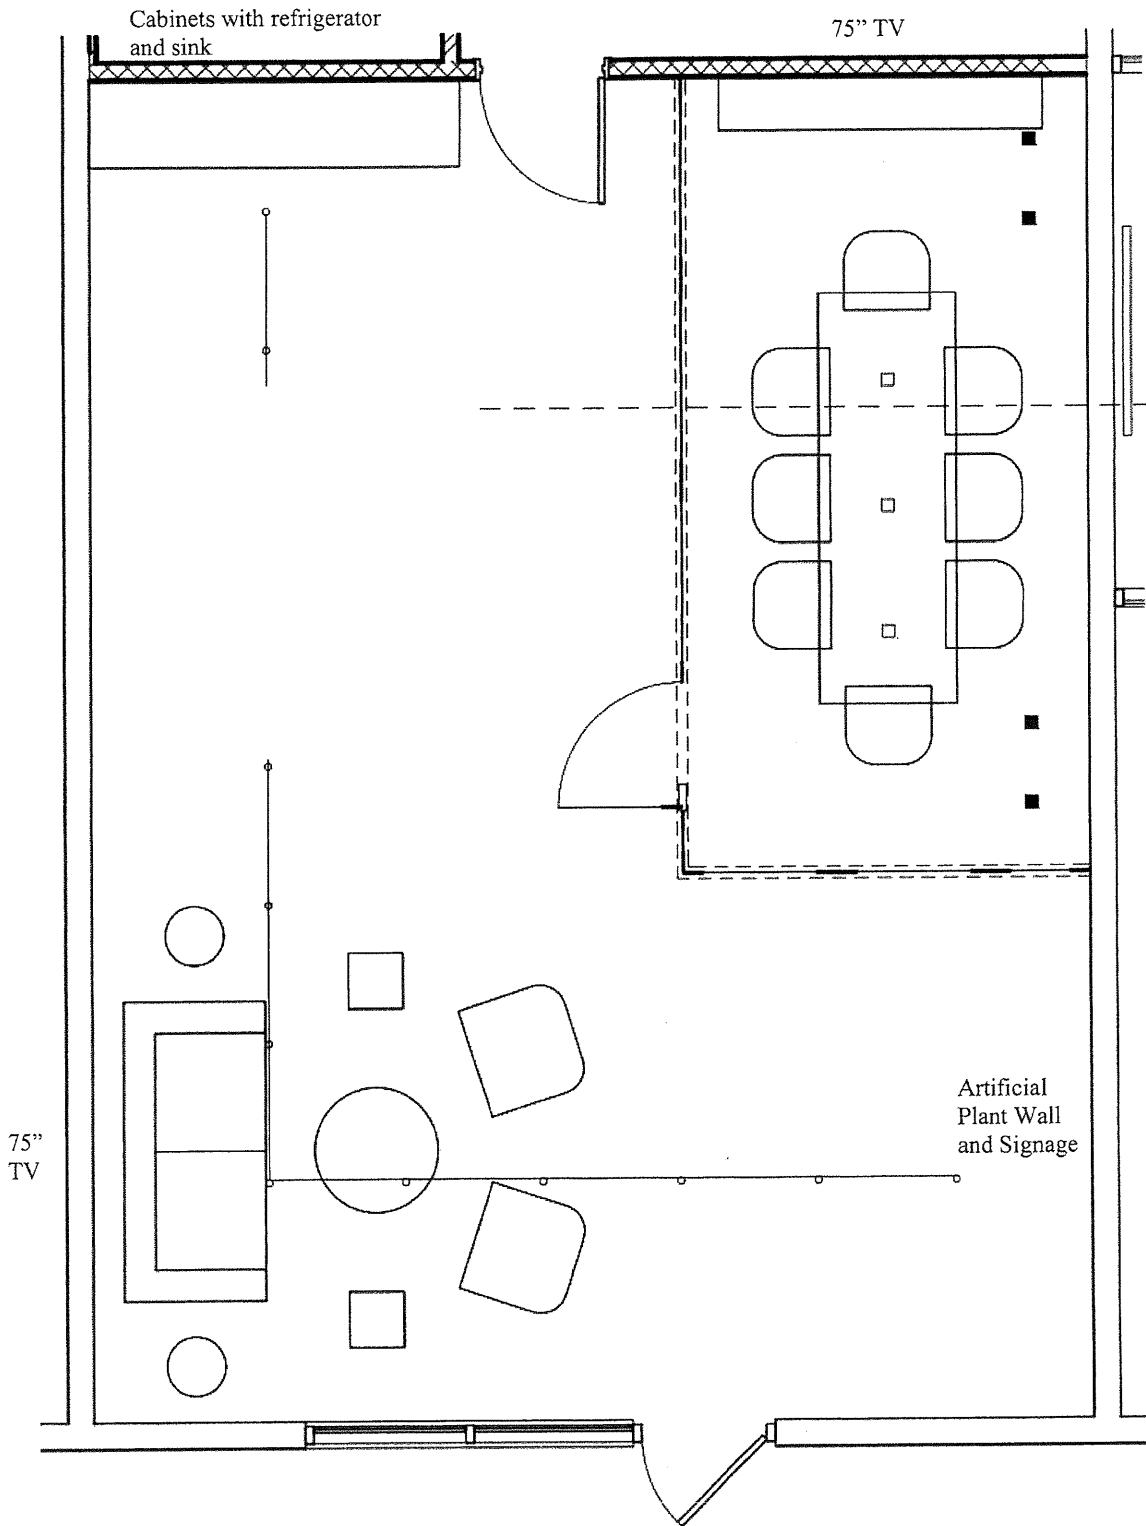 Cabinets with refrigerator
and sink
75” TV
Artificial
Plant Wall
and Signage
75”
TV